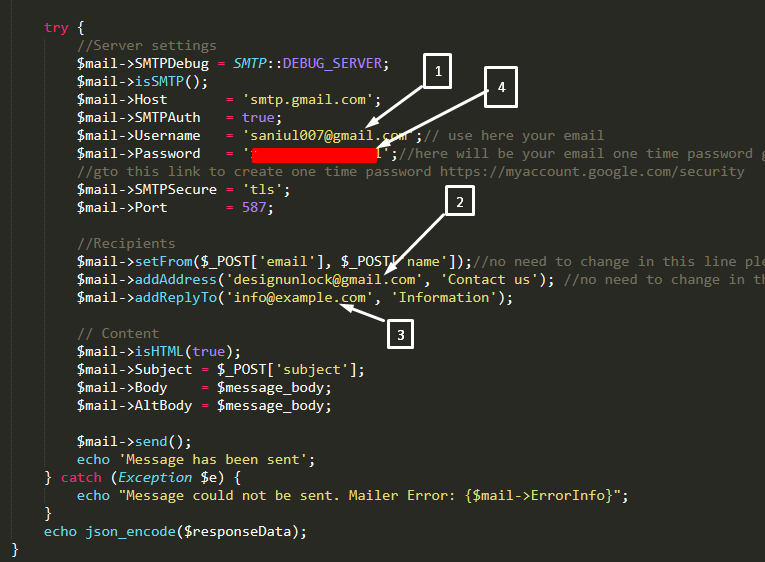 try {
//Server settings
$mail->SMTPDebug = SMTP::DEBUG_SERVER;
$mail->isSMTP();
1
4
$mail->Host = 'smtp.gmail.com';
$mail->SMTPAuth = true;
$mail->Username = 'saniul007@gmail.com';// use here your email
$mail->Password = ' ';//here will be your email one time password g
//gto this link to create one time password https://myaccount.google.com/security
$mail->SMTPSecure = 'tls';
$mail->Port = 587;
2
//Recipients
$mail->setFrom($_POST['email'], $_POST['name']);//no need to change in this line ple
$mail->addAddress('designunlock@gmail.com', 'Contact us'); //no need to change in th
$mail->addReplyTo('info@example.com', 'Information');
3
// Content
$mail->isHTML(true);
$mail->Subject = $_POST['subject'];
$mail->Body = $message_body;
$mail->AltBody = $message_body;
$mail->send();
echo 'Message has been sent';
} catch (Exception $e) {
echo "Message could not be sent. Mailer Error: {$mail->ErrorInfo}";
}
echo json_encode($responseData);
}